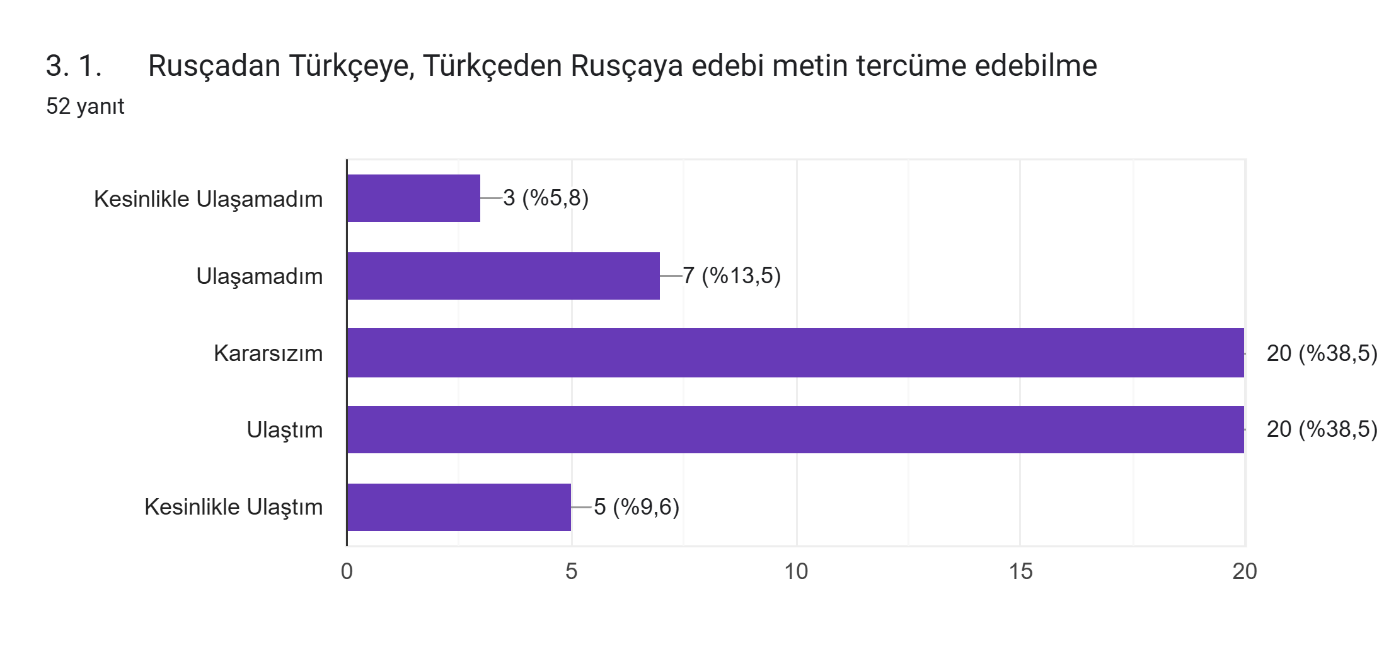 3. 1. Rusçadan Türkçeye, Türkçeden Rusçaya edebi metin tercüme edebilme
52 yanıt
Kesinlikle Ulaşamadım 3 (%5,8)
Ulaşamadım 7 (%13,5)
Kararsızım 20 (%38,5)
Ulaştım 20 (%38,5)
Kesinlikle Ulaştım 5 (%9,6)
0 5 10 15 20